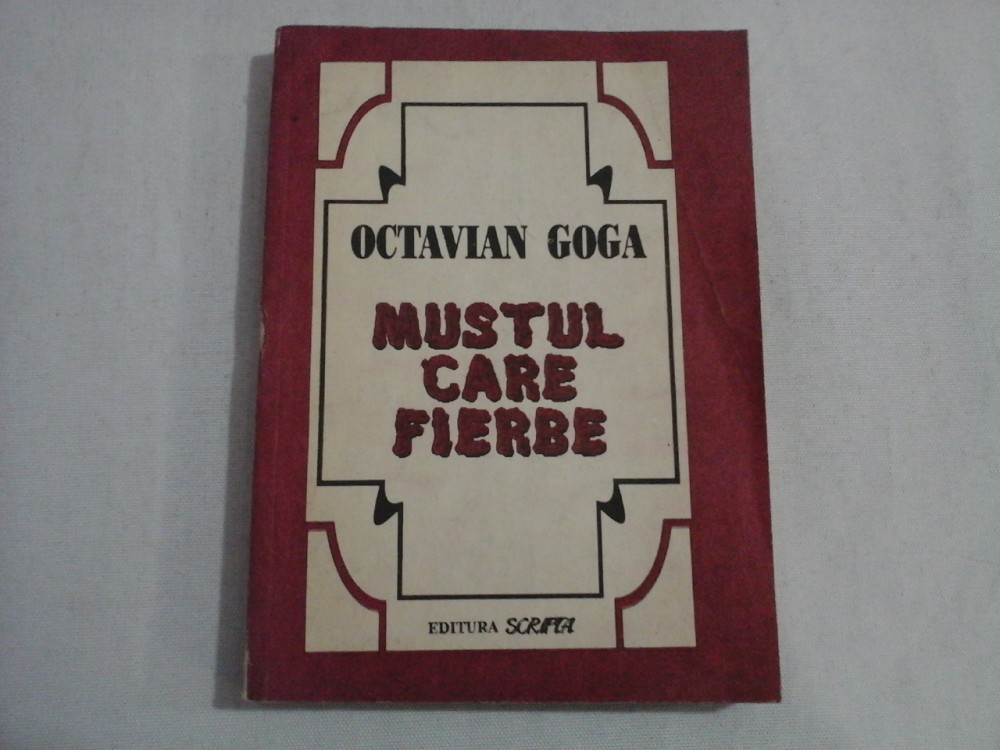 OCTAVIAN GOGA
MUSTUL
CARE
FIERBE
EDITURA SCRIPTA